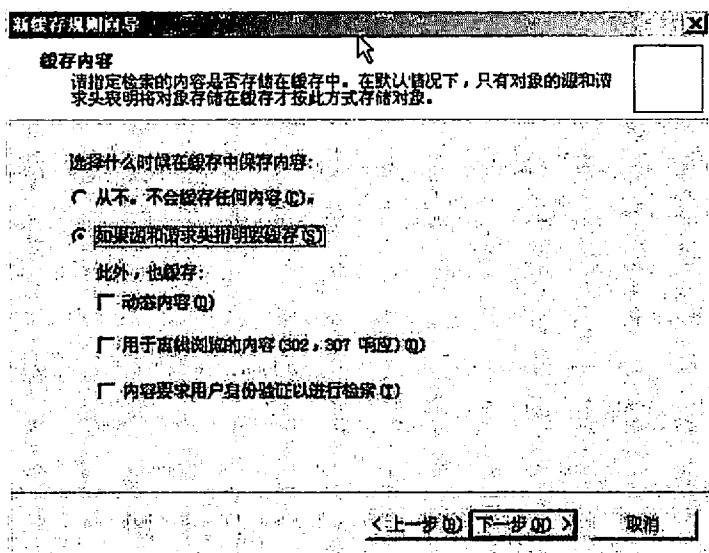 新缓存规则向导
缓存内容
请指定检索的内容是否存储在缓存中。在默认情况下，只有对象的源和请
求头表明将对象存储在缓存才按此方式存储对象。
选择什么时候在缓存中保存内容:
从不。不会缓存任何内容(C)。
如果源和请求头指明要缓存(S)
此外，也缓存:
动态内容(D)
用于离线浏览的内容(302，307 响应)(O)
内容要求用户身份验证以进行检索(T)
< 上一步(B) 下一步(N) > 取消